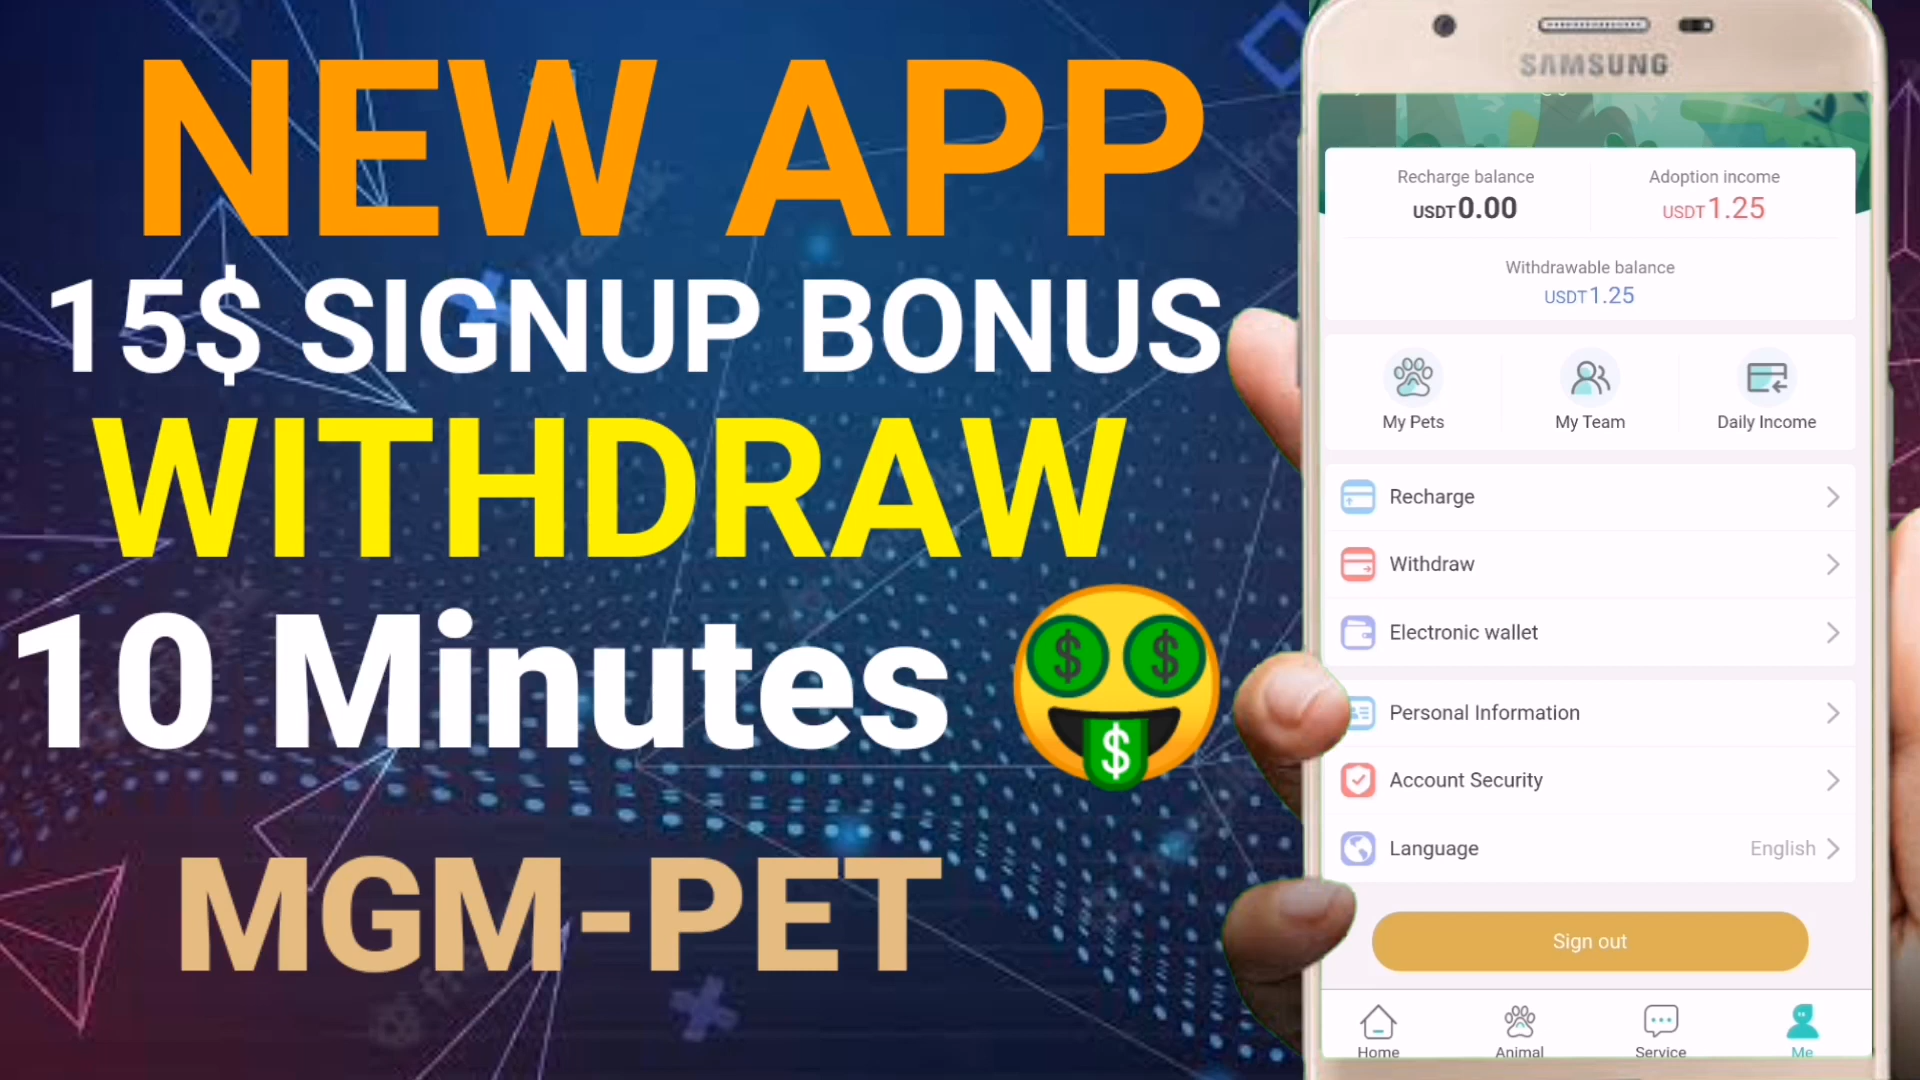 NEW APP
15$ SIGNUP BONUS
WITHDRAW
10 Minutes
MGM-PET
SAMSUNG
Recharge balance
USDT0.00
Adoption income
USDT1.25
Withdrawable balance
USDT1.25
My Pets
My Team
Daily Income
Recharge
Withdraw
Electronic wallet
Personal Information
Account Security
Language
English
Sign out
Home
Animal
Service
Me